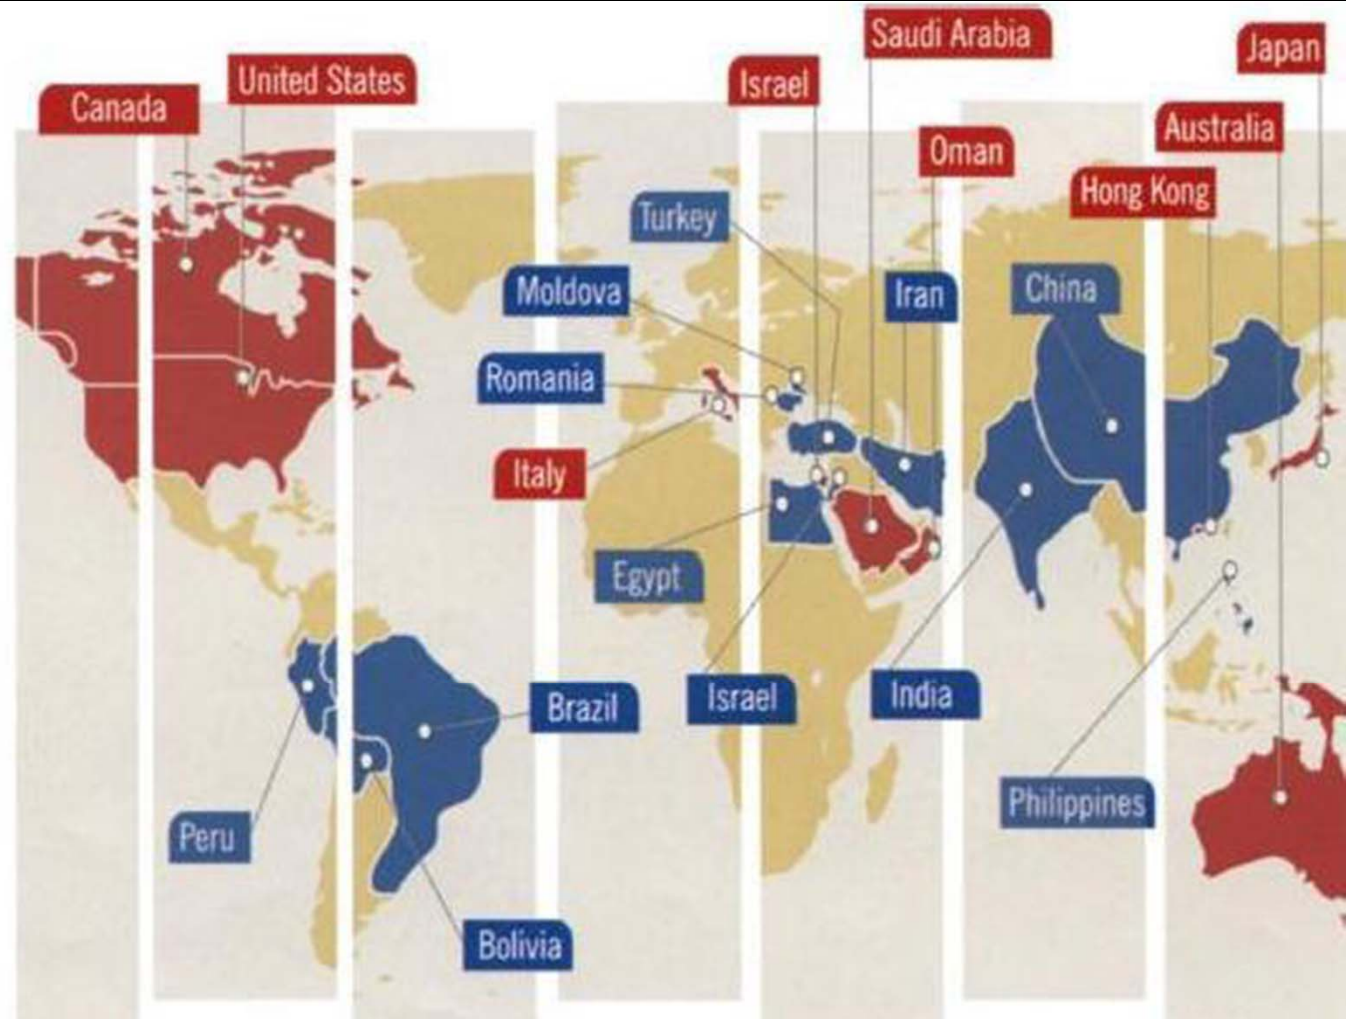 Saudi Arabia
Japan
United States
Israel
Canada
Australia
Oman
Hong Kong
Turkey
Moldova
Iran
China
Romania
Italy
Egypt
Israel
India
Brazil
Philippines
Peru
Bolivia